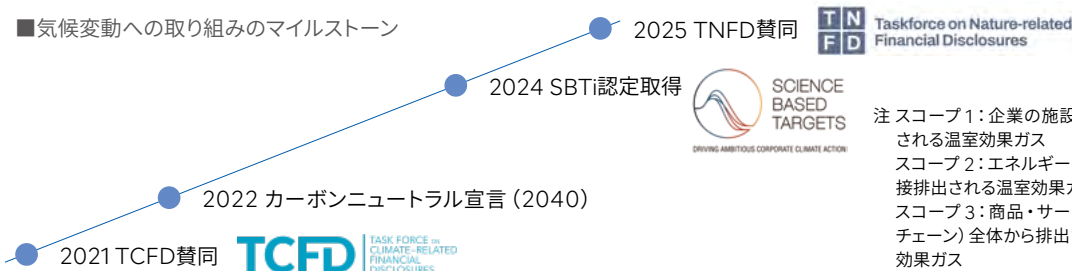 ■気候変動への取り組みのマイルストーン
2025 TNFD賛同
TN
FD
Taskforce on Nature-related
Financial Disclosures
2024 SBTi認定取得
SCIENCE
BASED
TARGETS
DRIVING AMBITIOUS CORPORATE CLIMATE ACTION
注 スコープ1：企業の施設
される温室効果ガス
スコープ2：エネルギー
接排出される温室効果
スコープ3：商品・サー
チェーン）全体から排出
効果ガス
2022 カーボンニュートラル宣言（2040）
2021 TCFD賛同
TCFD
TASK FORCE ON
CLIMATE-RELATED
FINANCIAL
DISCLOSURES